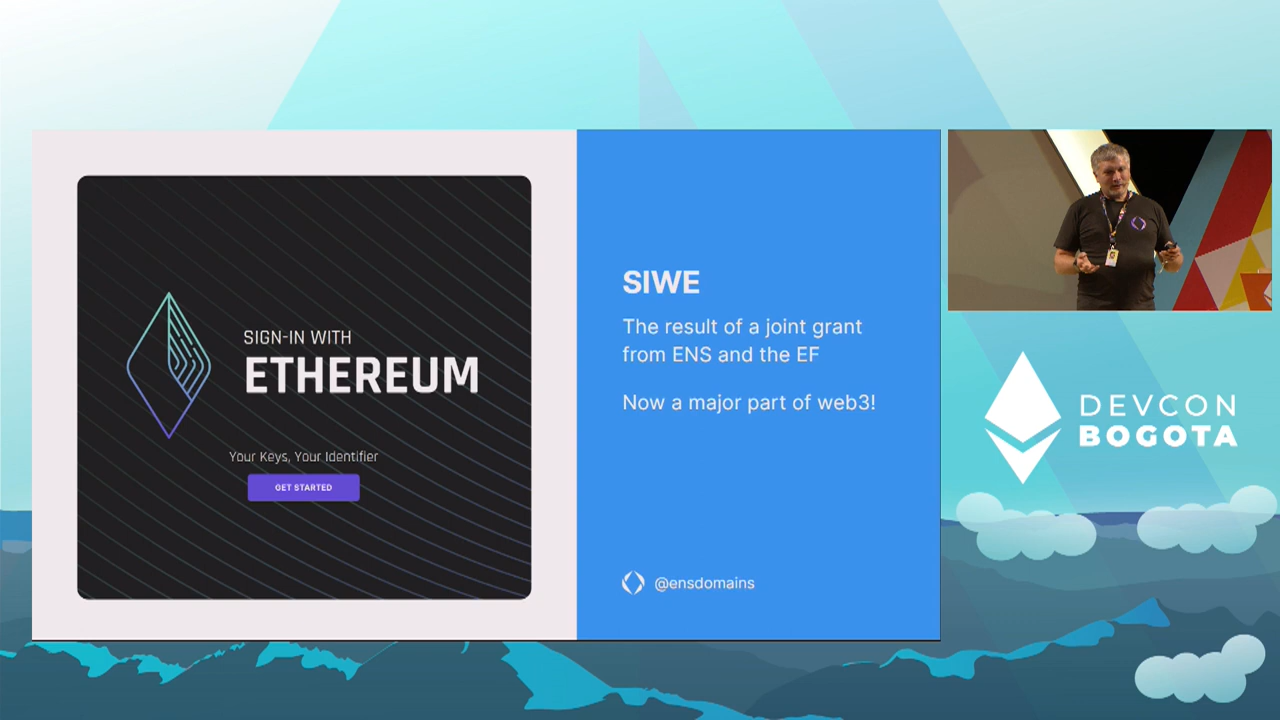 SIGN-IN WITH
ETHEREUM
Your Keys, Your Identifier
GET STARTED
SIWE
The result of a joint grant
from ENS and the EF
Now a major part of web3!
@ensdomains
DEVCON
BOGOTA